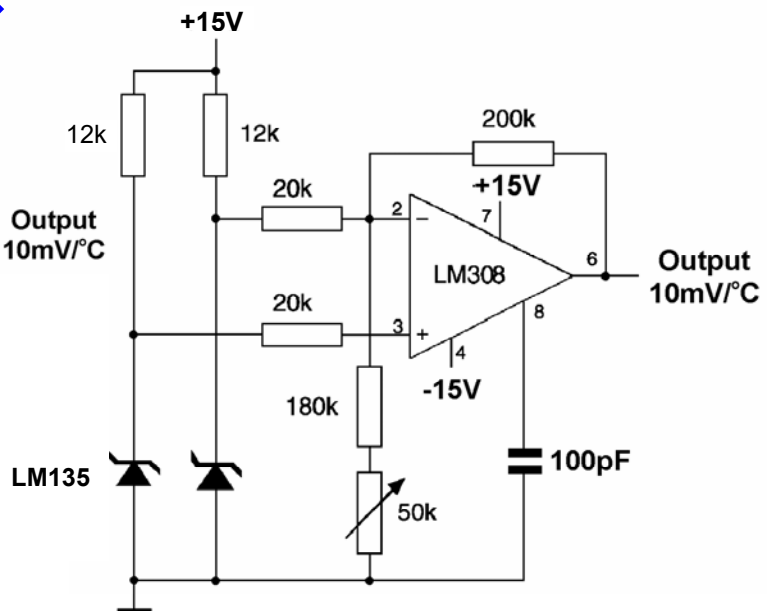 +15V
12k
12k
200k
20k
+15V
Output
10mV/°C
2
−
7
6
LM308
Output
10mV/°C
20k
3
+
8
4
-15V
180k
100pF
LM135
50k